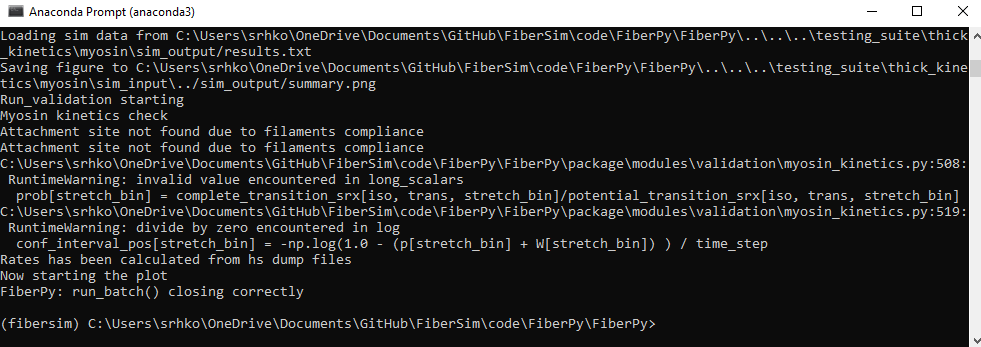 Anaconda Prompt (anaconda3)
Loading sim data from C:\Users\srhko\OneDrive\Documents\GitHub\FiberSim\code\FiberPy\FiberPy\..\..\..\testing_suite\thick
_kinetics\myosin\sim_output/results.txt
Saving figure to C:\Users\srhko\OneDrive\Documents\GitHub\FiberSim\code\FiberPy\FiberPy\..\..\..\testing_suite\thick_kine
tics\myosin\sim_input\../sim_output/summary.png
Run_validation starting
Myosin kinetics check
Attachment site not found due to filaments compliance
Attachment site not found due to filaments compliance
C:\Users\srhko\OneDrive\Documents\GitHub\FiberSim\code\FiberPy\FiberPy\package\modules\validation\myosin_kinetics.py:508:
 RuntimeWarning: invalid value encountered in long_scalars
  prob[stretch_bin] = complete_transition_srx[iso, trans, stretch_bin]/potential_transition_srx[iso, trans, stretch_bin]
C:\Users\srhko\OneDrive\Documents\GitHub\FiberSim\code\FiberPy\FiberPy\package\modules\validation\myosin_kinetics.py:519:
 RuntimeWarning: divide by zero encountered in log
  conf_interval_pos[stretch_bin] = -np.log(1.0 - (p[stretch_bin] + W[stretch_bin]) ) / time_step
Rates has been calculated from hs dump files
Now starting the plot
FiberPy: run_batch() closing correctly
(fibersim) C:\Users\srhko\OneDrive\Documents\GitHub\FiberSim\code\FiberPy\FiberPy>